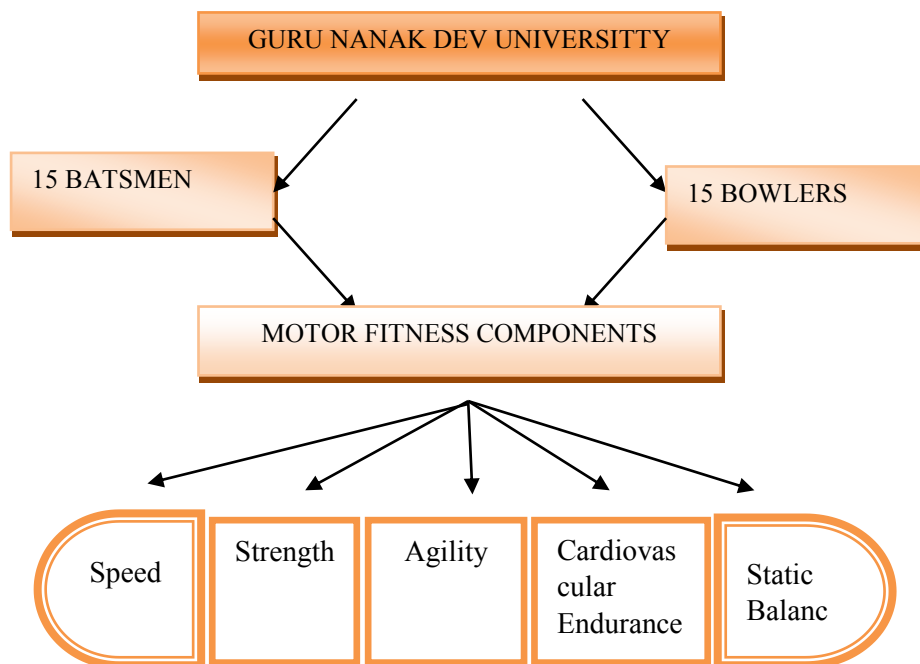 GURU NANAK DEV UNIVERSITTY
15 BATSMEN
15 BOWLERS
MOTOR FITNESS COMPONENTS
Speed
Strength
Agility
Cardiovas
cular
Endurance
Static
Balanc